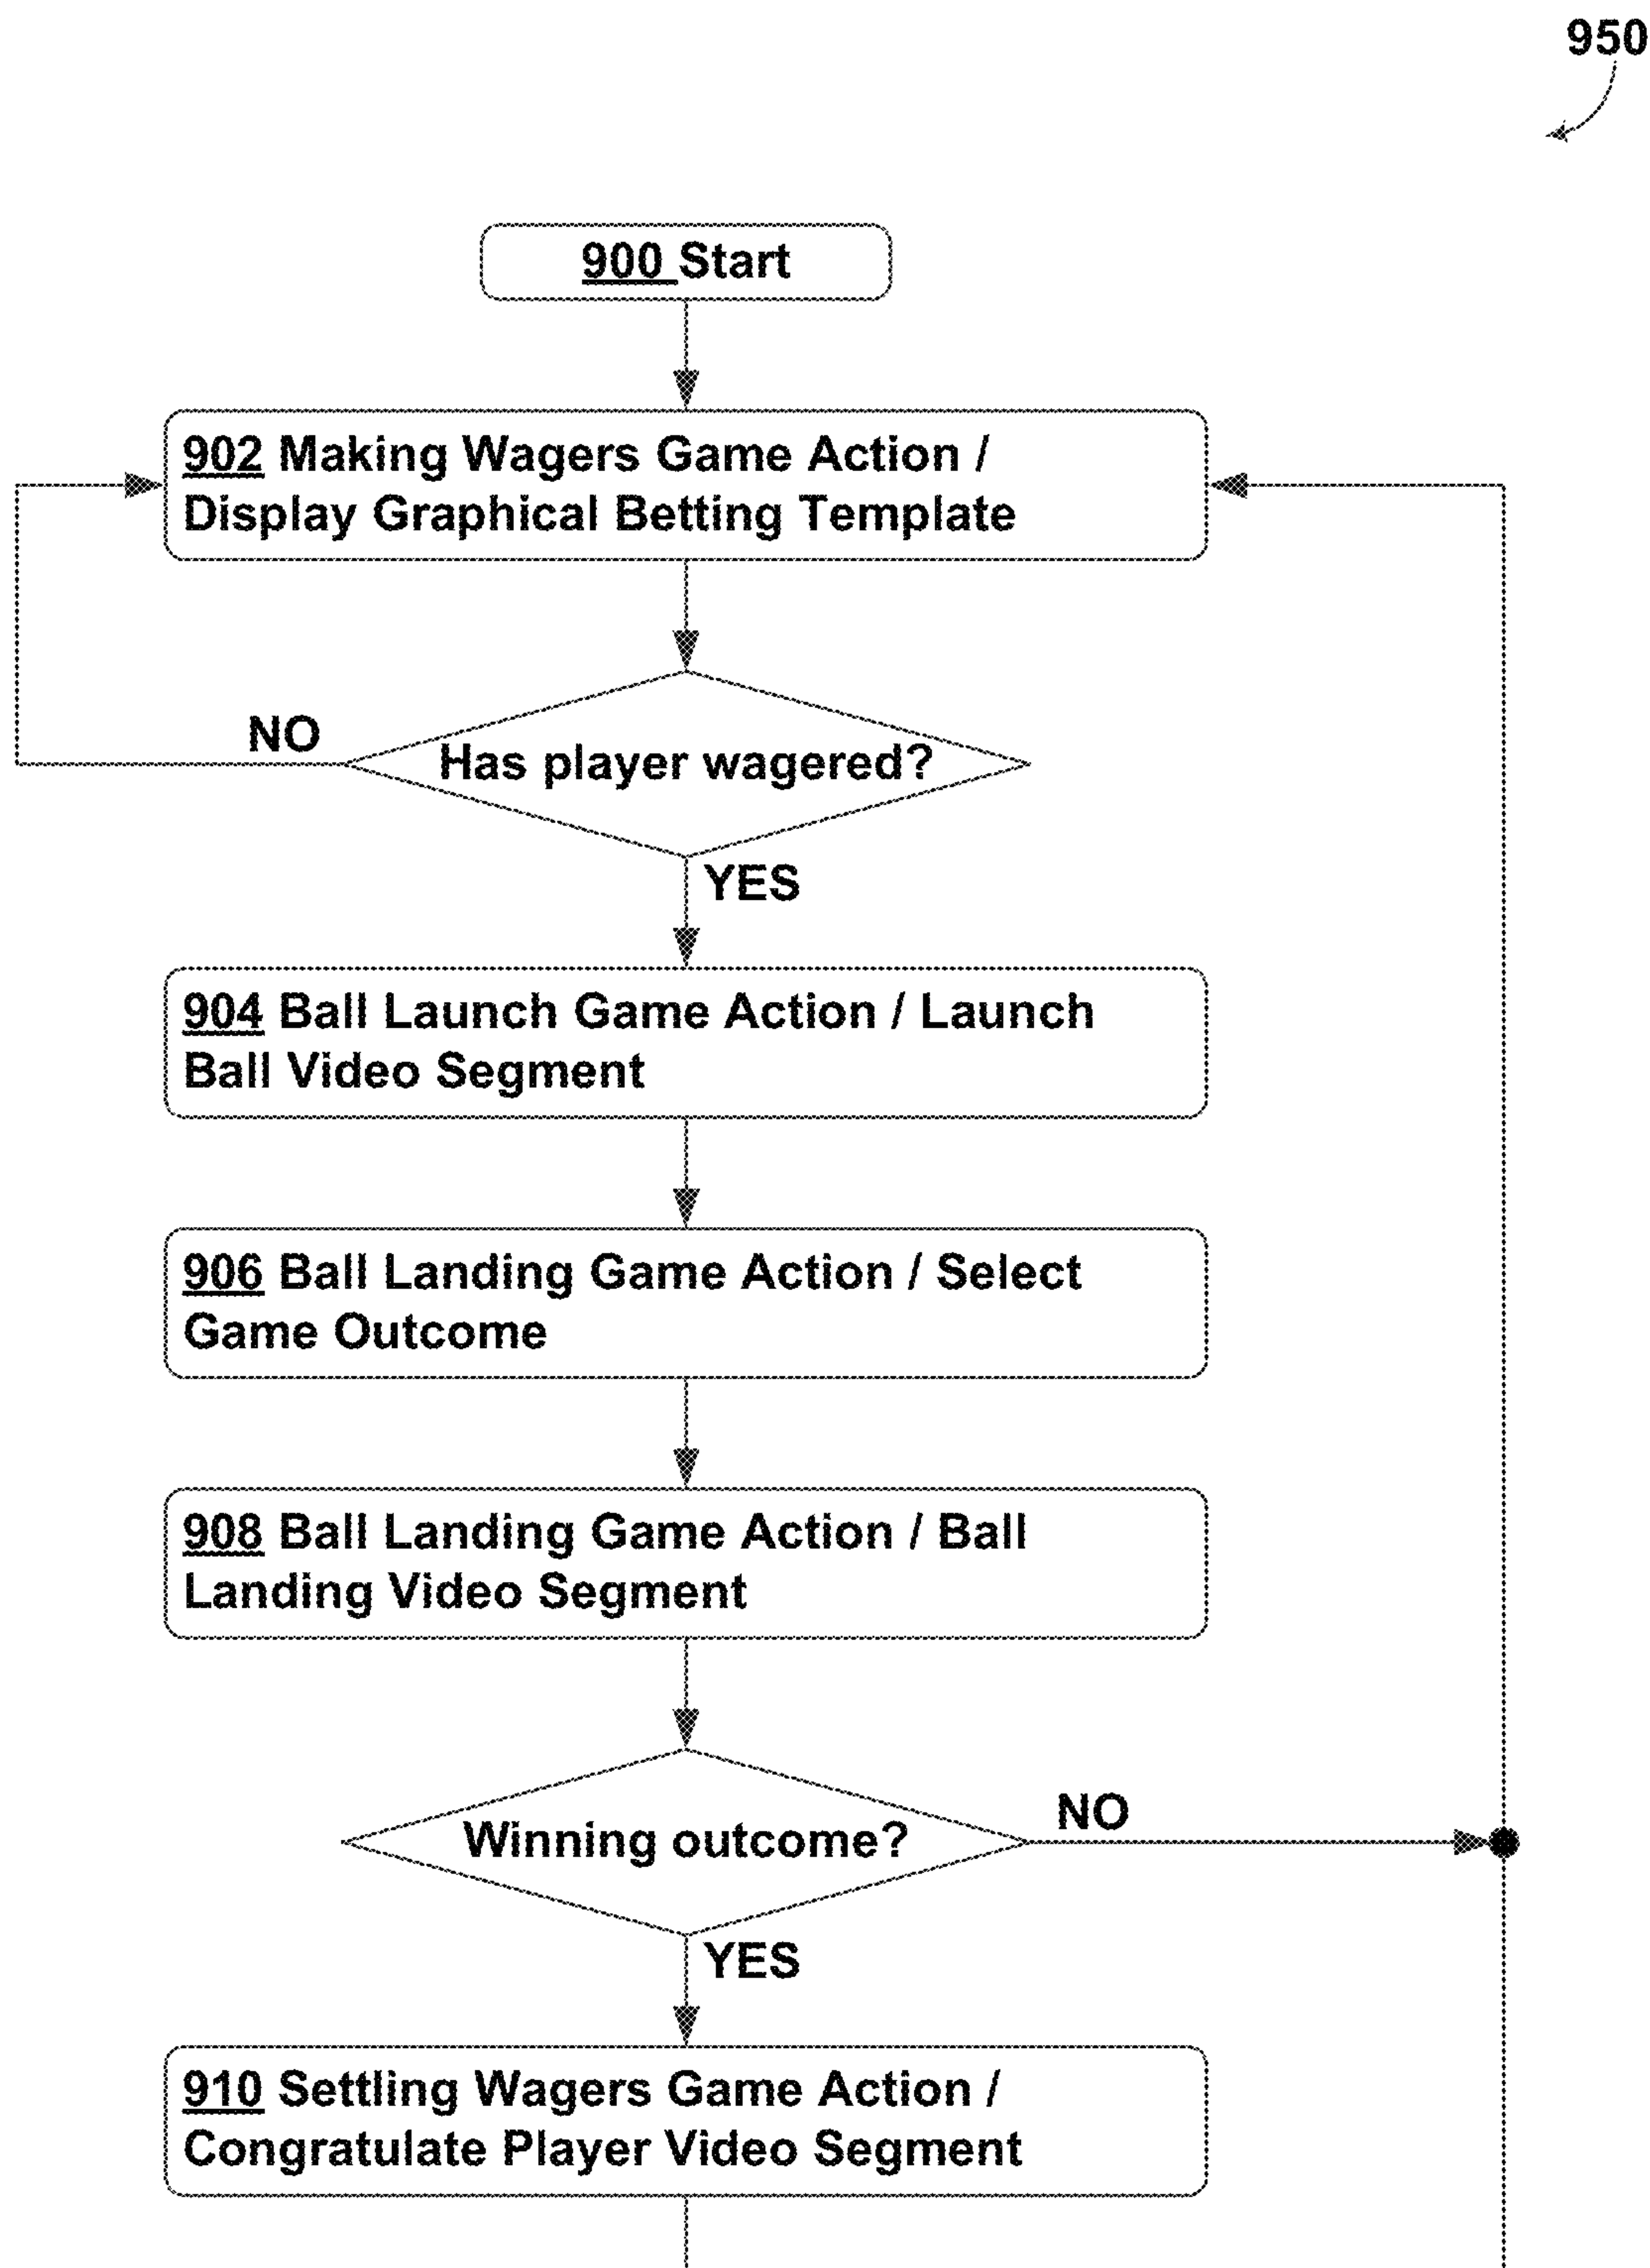 950
900 Start
902 Making Wagers Game Action /
Display Graphical Betting Template
NO
Has player wagered?
YES
904 Ball Launch Game Action / Launch
Ball Video Segment
906 Ball Landing Game Action / Select
Game Outcome
908 Ball Landing Game Action / Ball
Landing Video Segment
NO
Winning outcome?
YES
910 Settling Wagers Game Action /
Congratulate Player Video Segment